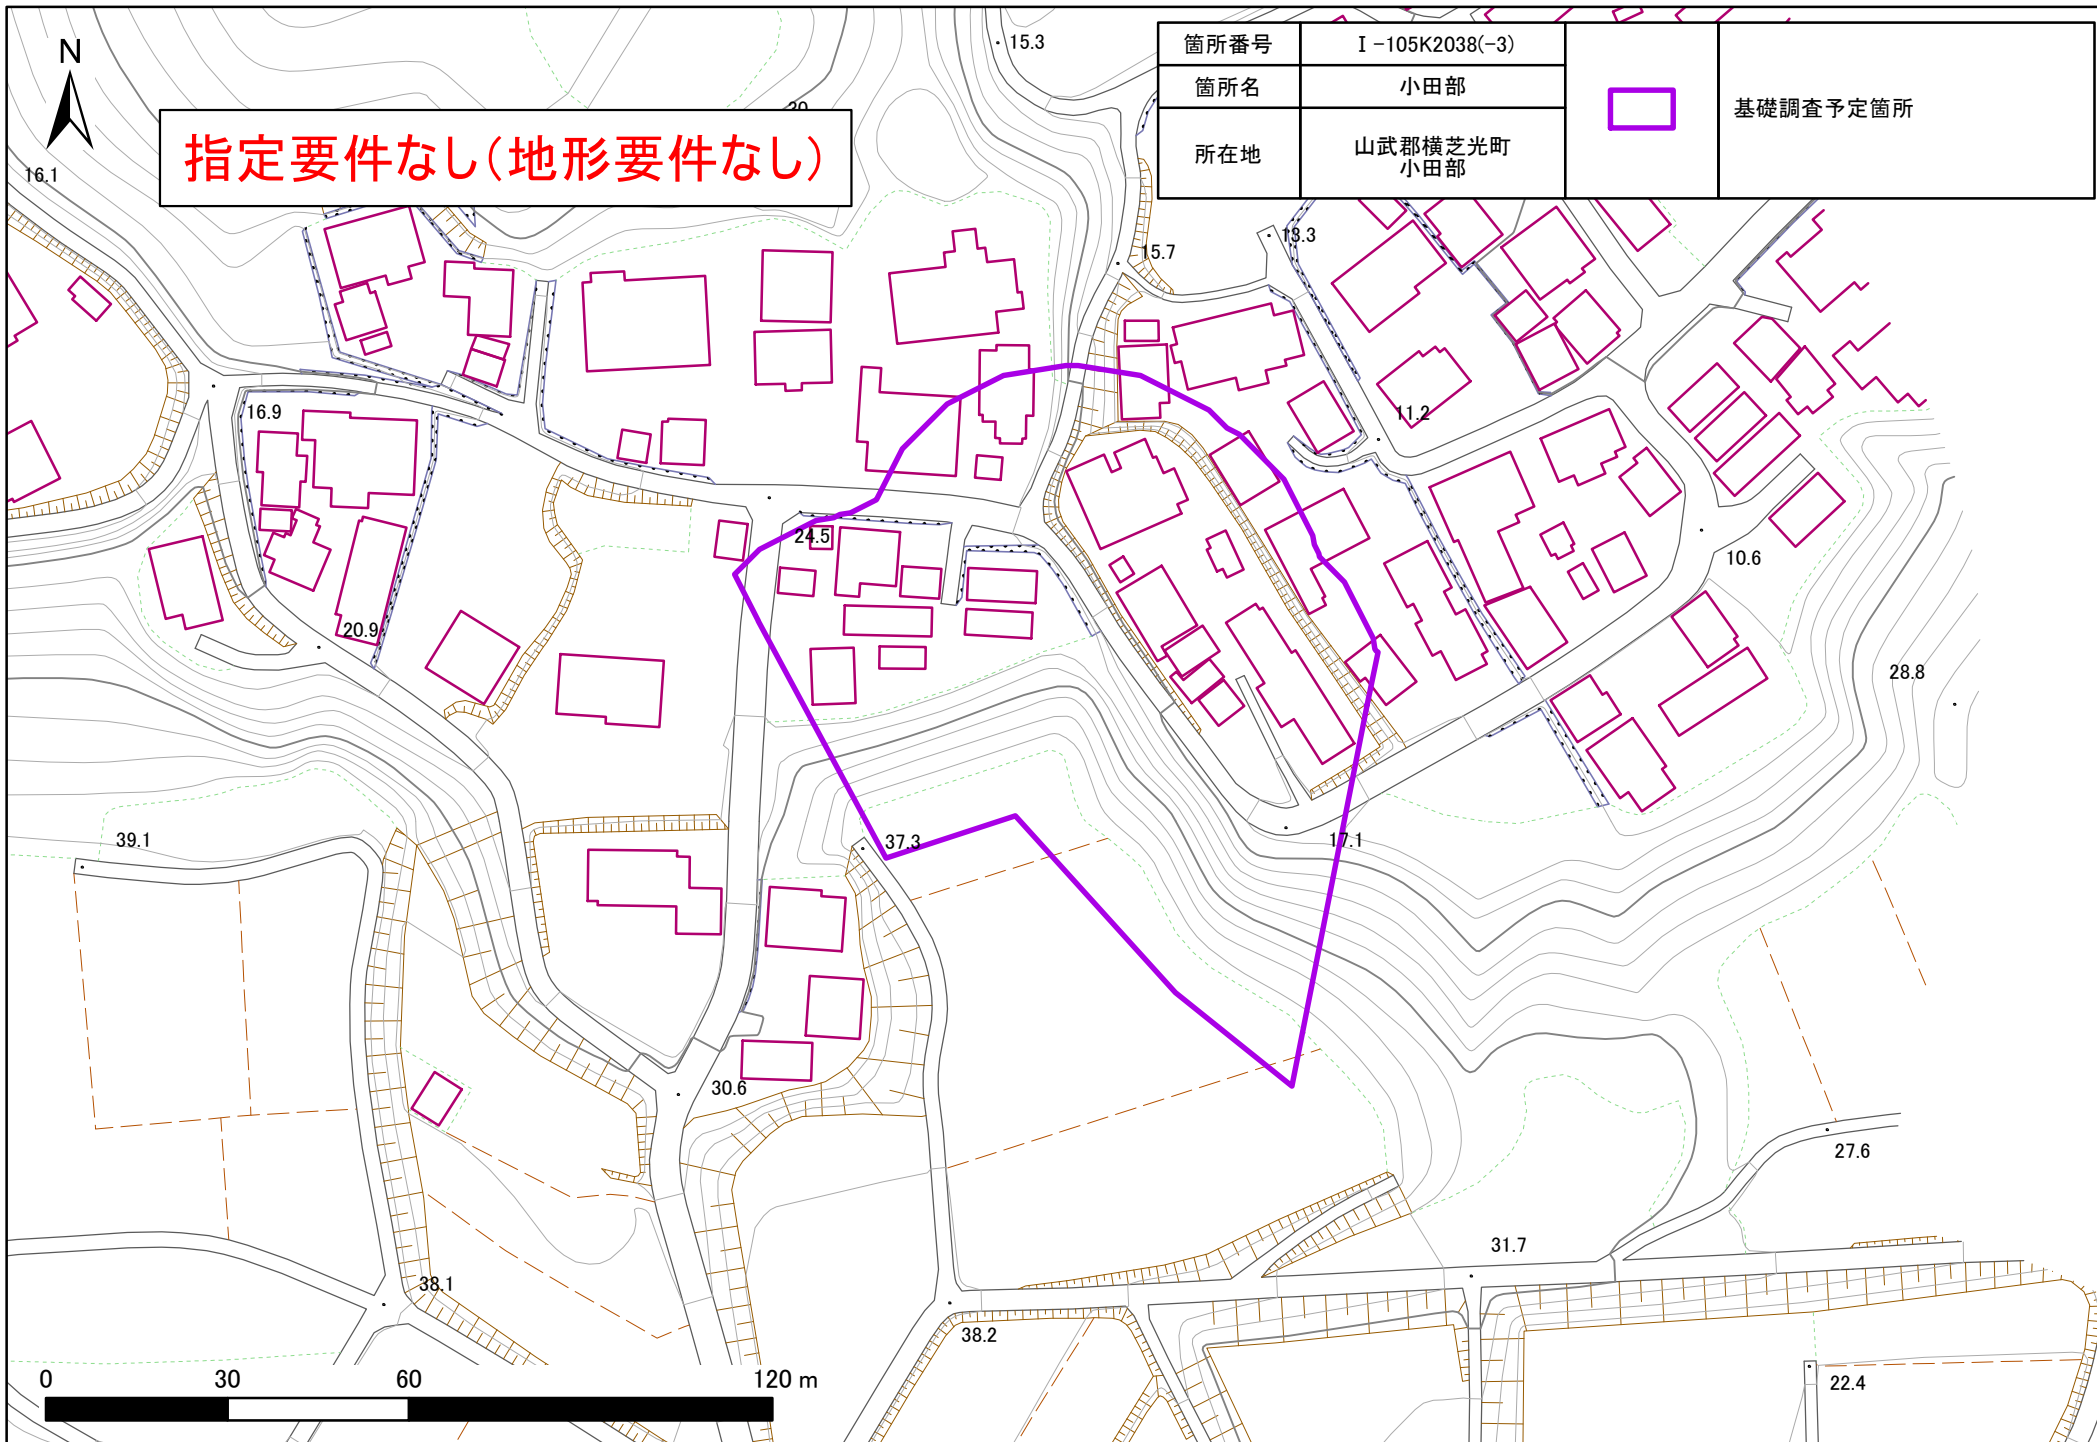 N
指定要件なし(地形要件なし)
箇所番号
Ⅰ-105K2038(-3)
箇所名
小田部
所在地
山武郡横芝光町
小田部
基礎調査予定箇所
15.3
30
16.1
15.7
13.3
16.9
11.2
24.5
10.6
20.9
28.8
39.1
37.3
17.1
30.6
27.6
31.7
38.1
38.2
22.4
0 30 60 120 m